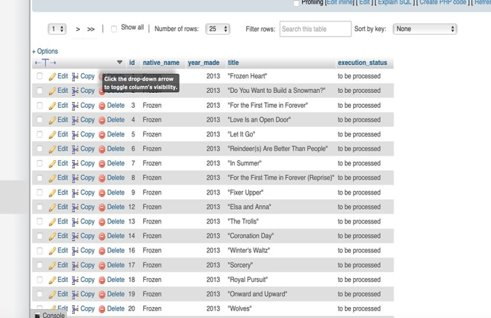 Profiling [Edit inline] [ Edit ] [ Explain SQL ] [ Create PHP code ] [ Refre
1 > >> Show all Number of rows: 25 Filter rows: Search this table Sort by key: None
+ Options
←T→ id native_name year_made title execution_status
Edit Copy 2013 "Frozen Heart" to be processed
Click the drop-down arrow
to toggle column's visibility.
Edit Copy 2013 "Do You Want to Build a Snowman?" to be processed
Edit Copy Delete 3 Frozen 2013 "For the First Time in Forever" to be processed
Edit Copy Delete 4 Frozen 2013 "Love Is an Open Door" to be processed
Edit Copy Delete 5 Frozen 2013 "Let It Go" to be processed
Edit Copy Delete 6 Frozen 2013 "Reindeer(s) Are Better Than People" to be processed
Edit Copy Delete 7 Frozen 2013 "In Summer" to be processed
Edit Copy Delete 8 Frozen 2013 "For the First Time in Forever (Reprise)" to be processed
Edit Copy Delete 9 Frozen 2013 "Fixer Upper" to be processed
Edit Copy Delete 12 Frozen 2013 "Elsa and Anna" to be processed
Edit Copy Delete 13 Frozen 2013 "The Trolls" to be processed
Edit Copy Delete 14 Frozen 2013 "Coronation Day" to be processed
Edit Copy Delete 16 Frozen 2013 "Winter's Waltz" to be processed
Edit Copy Delete 17 Frozen 2013 "Sorcery" to be processed
Edit Copy Delete 18 Frozen 2013 "Royal Pursuit" to be processed
Edit Copy Delete 19 Frozen 2013 "Onward and Upward" to be processed
Edit Copy Delete 20 Frozen 2013 "Wolves" to be processed
Console